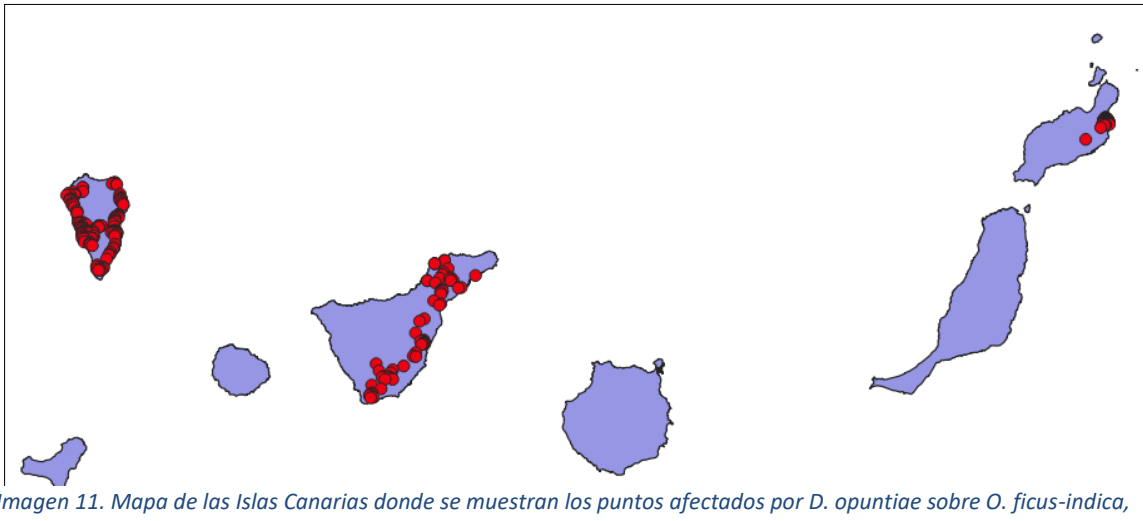 Imagen 11. Mapa de las Islas Canarias donde se muestran los puntos afectados por D. opuntiae sobre O. ficus-indica,